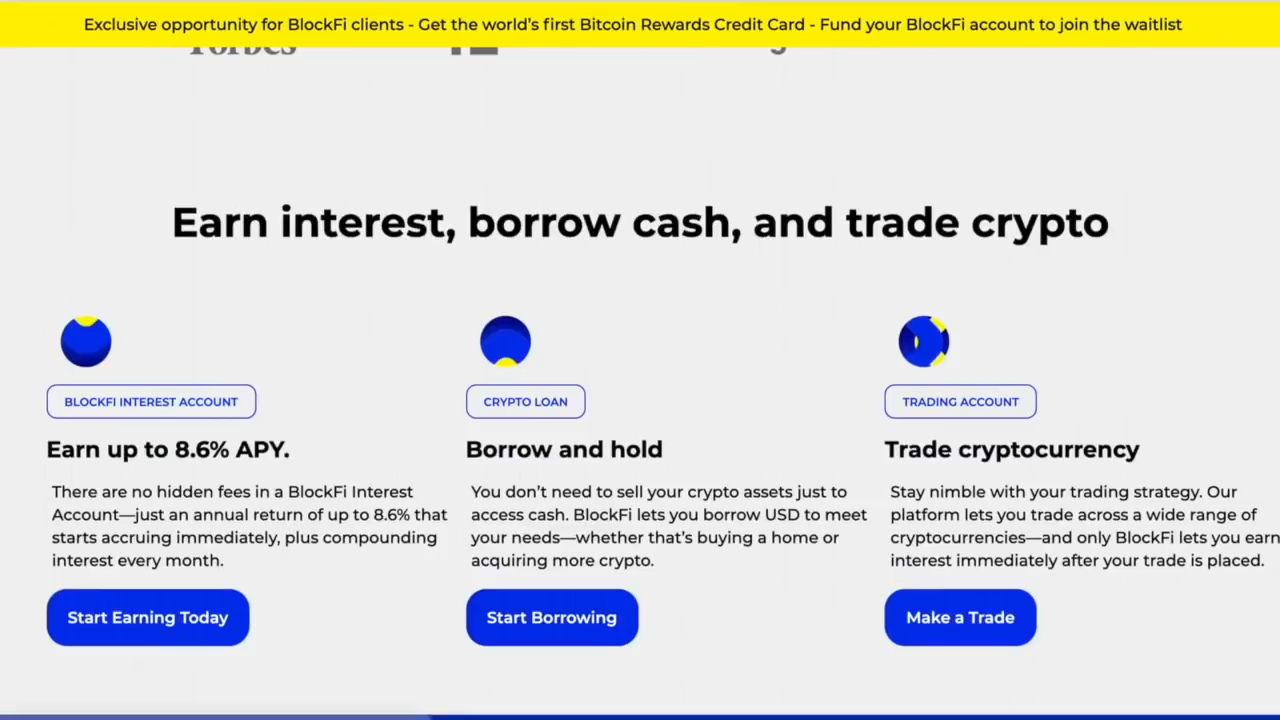 Exclusive opportunity for BlockFi clients - Get the world's first Bitcoin Rewards Credit Card - Fund your BlockFi account to join the waitlist
Forbes
Earn interest, borrow cash, and trade crypto
BLOCKFI INTEREST ACCOUNT
Earn up to 8.6% APY.
There are no hidden fees in a BlockFi Interest
Account—just an annual return of up to 8.6% that
starts accruing immediately, plus compounding
interest every month.
Start Earning Today
CRYPTO LOAN
Borrow and hold
You don't need to sell your crypto assets just to
access cash. BlockFi lets you borrow USD to meet
your needs—whether that's buying a home or
acquiring more crypto.
Start Borrowing
TRADING ACCOUNT
Trade cryptocurrency
Stay nimble with your trading strategy. Our
platform lets you trade across a wide range of
cryptocurrencies—and only BlockFi lets you earn
interest immediately after your trade is placed.
Make a Trade